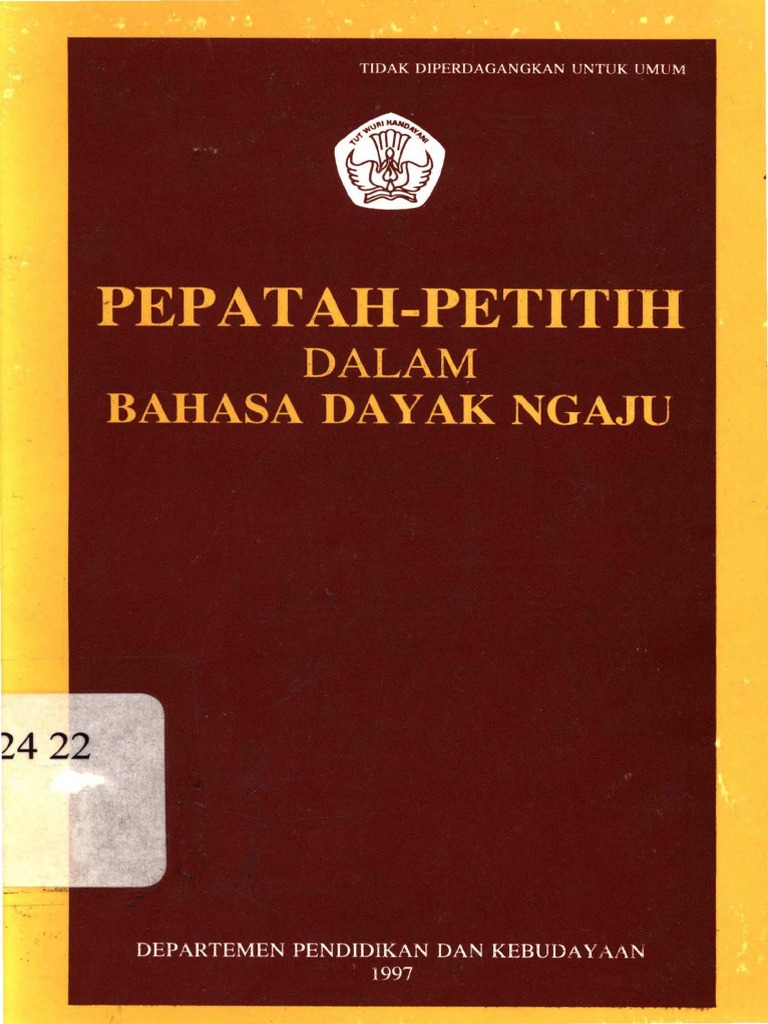 TIDAK DIPERDAGANGKAN UNTUK UMUM
TUT WURI HANDAYANI
PEPATAH-PETITIH
DALAM
BAHASA DAYAK NGAJU
24 22
DEPARTEMEN PENDIDIKAN DAN KEBUDAYAAN
1997